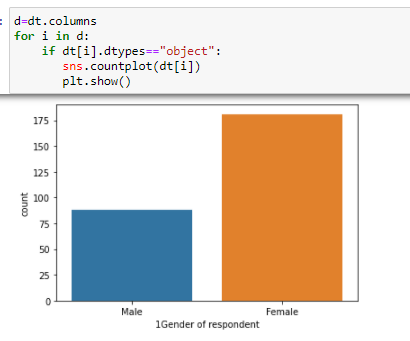 d=dt.columns
for i in d:
    if dt[i].dtypes=="object":
        sns.countplot(dt[i])
        plt.show()
175
150
125
100
75
50
25
0
count
Male Female
1Gender of respondent